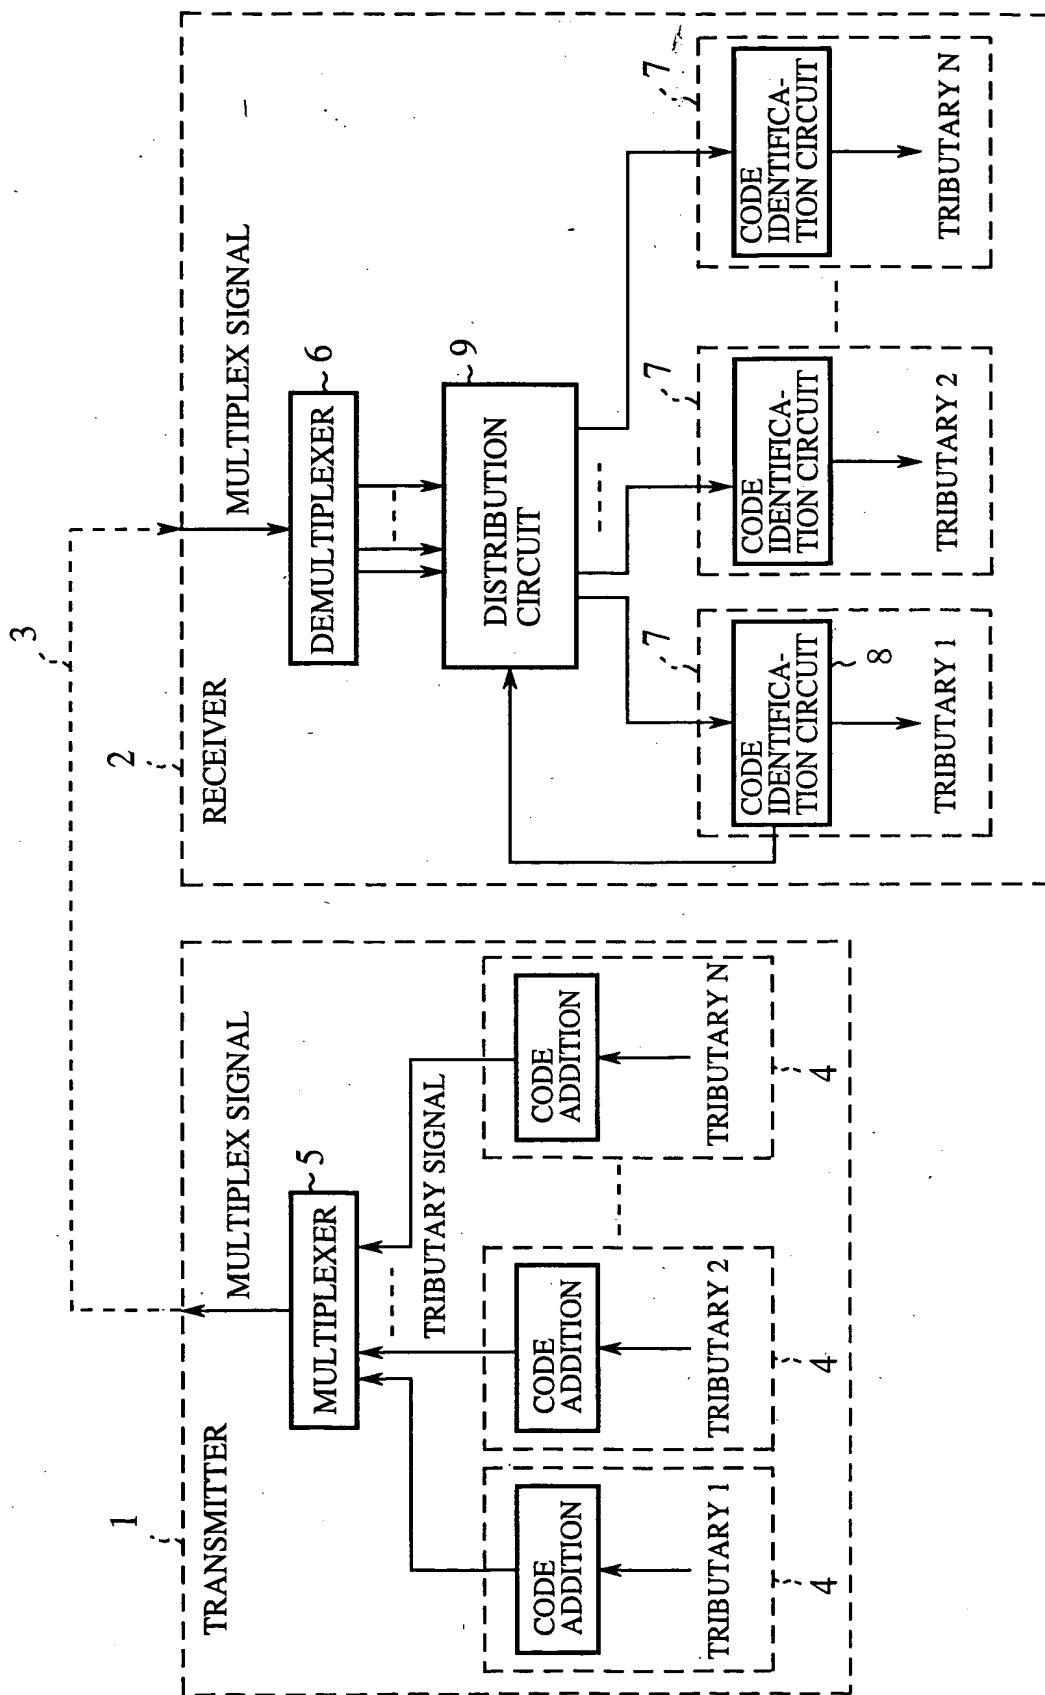 1
TRANSMITTER
MULTIPLEX SIGNAL
MULTIPLEXER
5
TRIBUTARY SIGNAL
CODE
ADDITION
CODE
ADDITION
CODE
ADDITION
TRIBUTARY 1
TRIBUTARY 2
TRIBUTARY N
4
4
4
3
2
RECEIVER
MULTIPLEX SIGNAL
DEMULTIPLEXER
6
DISTRIBUTION
CIRCUIT
9
7
7
7
CODE
IDENTIFICA-
TION CIRCUIT
CODE
IDENTIFICA-
TION CIRCUIT
CODE
IDENTIFICA-
TION CIRCUIT
8
TRIBUTARY 1
TRIBUTARY 2
TRIBUTARY N